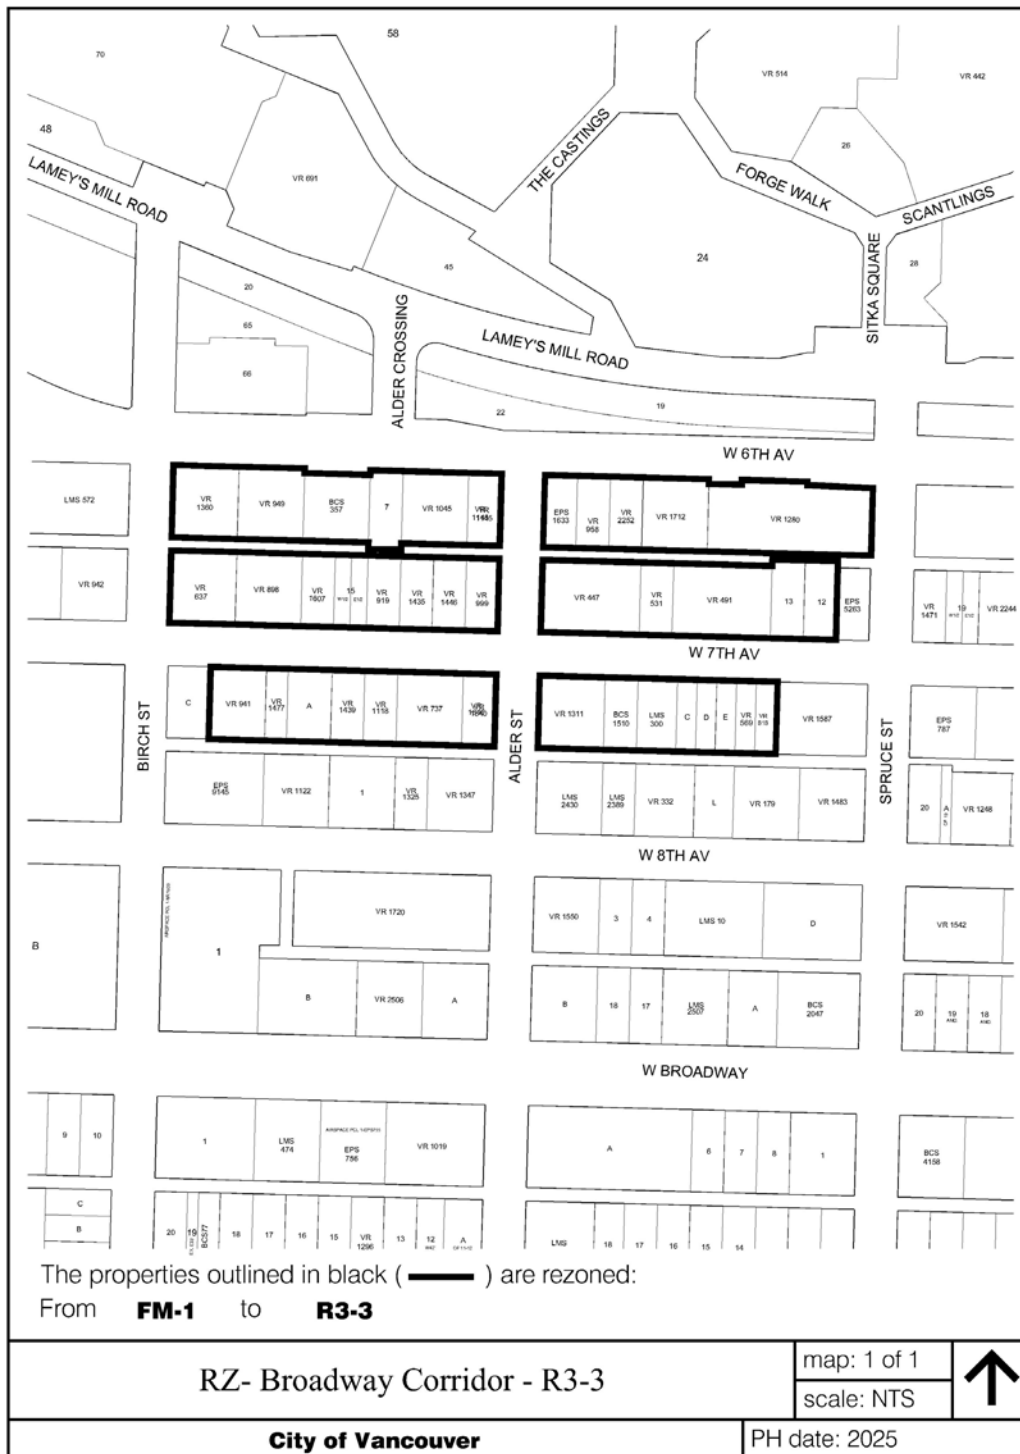 58
70
VR 514
VR 442
48
THE CASTINGS
26
LAMEY'S MILL ROAD
VR 691
FORGE WALK
SCANTLINGS
SITKA SQUARE
24
28
45
20
ALDER CROSSING
65
LAMEY'S MILL ROAD
66
19
22
W 6TH AV
LMS 572
VR
1360
VR 949
BCS
357
7
VR 1045
EPS
1633
VR
958
VR
2252
VR 1712
VR 1280
VR 942
VR
637
VR 898
VR
1607
15
VR
919
VR
1435
VR
1446
VR
999
VR 447
VR
531
VR 491
13
12
EPS
5263
VR
1471
19
VR 2244
W 7TH AV
BIRCH ST
C
VR 941
VR
1477
A
VR
1439
VR
1118
VR 737
ALDER ST
VR 1311
BCS
1510
LMS
300
C
D
E
VR
569
VR 1587
SPRUCE ST
EPS
787
EPS
9145
VR 1122
1
VR
1325
VR 1347
LMS
2430
LMS
2389
VR 332
L
VR 179
VR 1483
20
VR 1248
W 8TH AV
B
1
VR 1720
VR 1550
3
4
LMS 10
D
VR 1542
B
VR 2506
A
B
18
17
LMS
2507
A
BCS
2047
20
19
18
W BROADWAY
9
10
1
LMS
474
EPS
756
VR 1019
A
6
7
8
1
BCS
4158
C
B
20
19
BCS77
18
17
16
15
VR
1296
13
12
A
LMS
18
17
16
15
14
The properties outlined in black ( ) are rezoned:
From FM-1 to R3-3
RZ- Broadway Corridor - R3-3
map: 1 of 1
scale: NTS
City of Vancouver
PH date: 2025